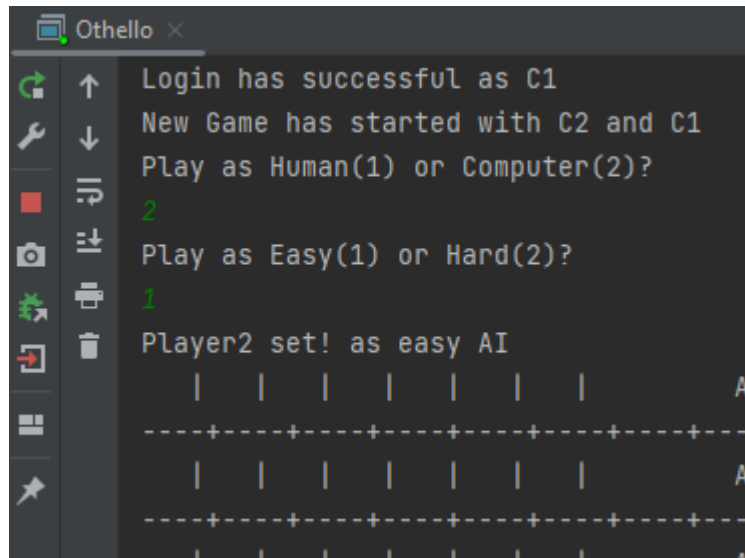 Othello
Login has successful as C1
New Game has started with C2 and C1
Play as Human(1) or Computer(2)?
2
Play as Easy(1) or Hard(2)?
1
Player2 set! as easy AI
| | | | | | | A
----+----+----+----+----+----+----+---
| | | | | | | A
----+----+----+----+----+----+----+---